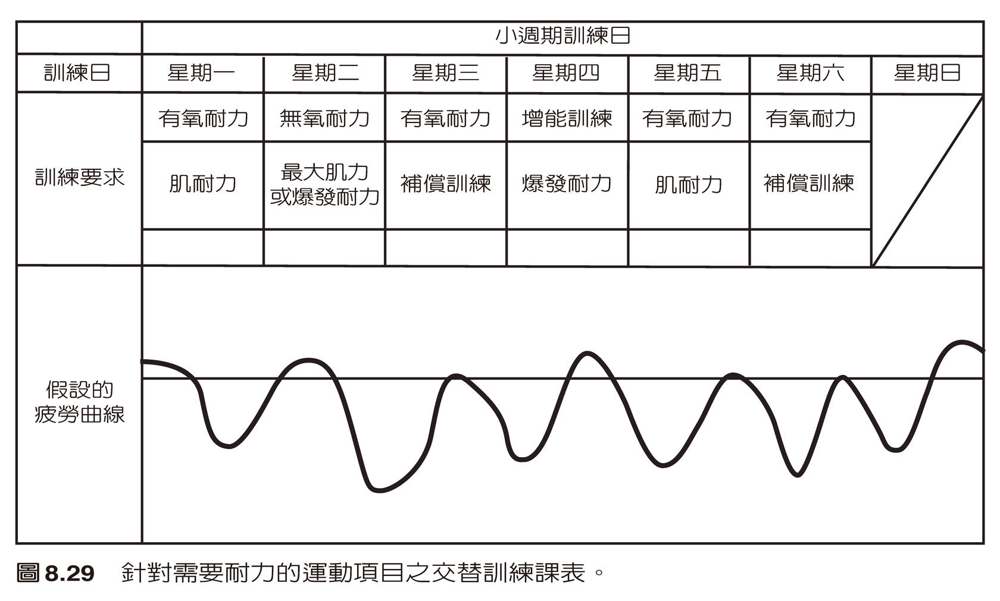 小週期訓練日
訓練日 星期一 星期二 星期三 星期四 星期五 星期六 星期日
訓練要求
有氧耐力 無氧耐力 有氧耐力 增能訓練 有氧耐力 有氧耐力
肌耐力 最大肌力 補償訓練 爆發耐力 肌耐力 補償訓練
或爆發耐力
假設的
疲勞曲線
圖 8.29 針對需要耐力的運動項目之交替訓練課表。